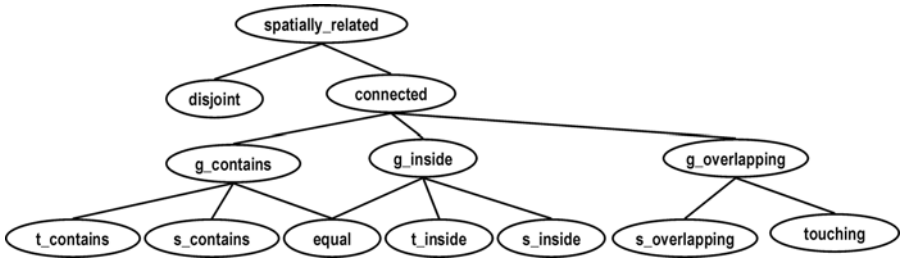 spatially_related
disjoint
connected
g_contains
g_inside
g_overlapping
t_contains
s_contains
equal
t_inside
s_inside
s_overlapping
touching